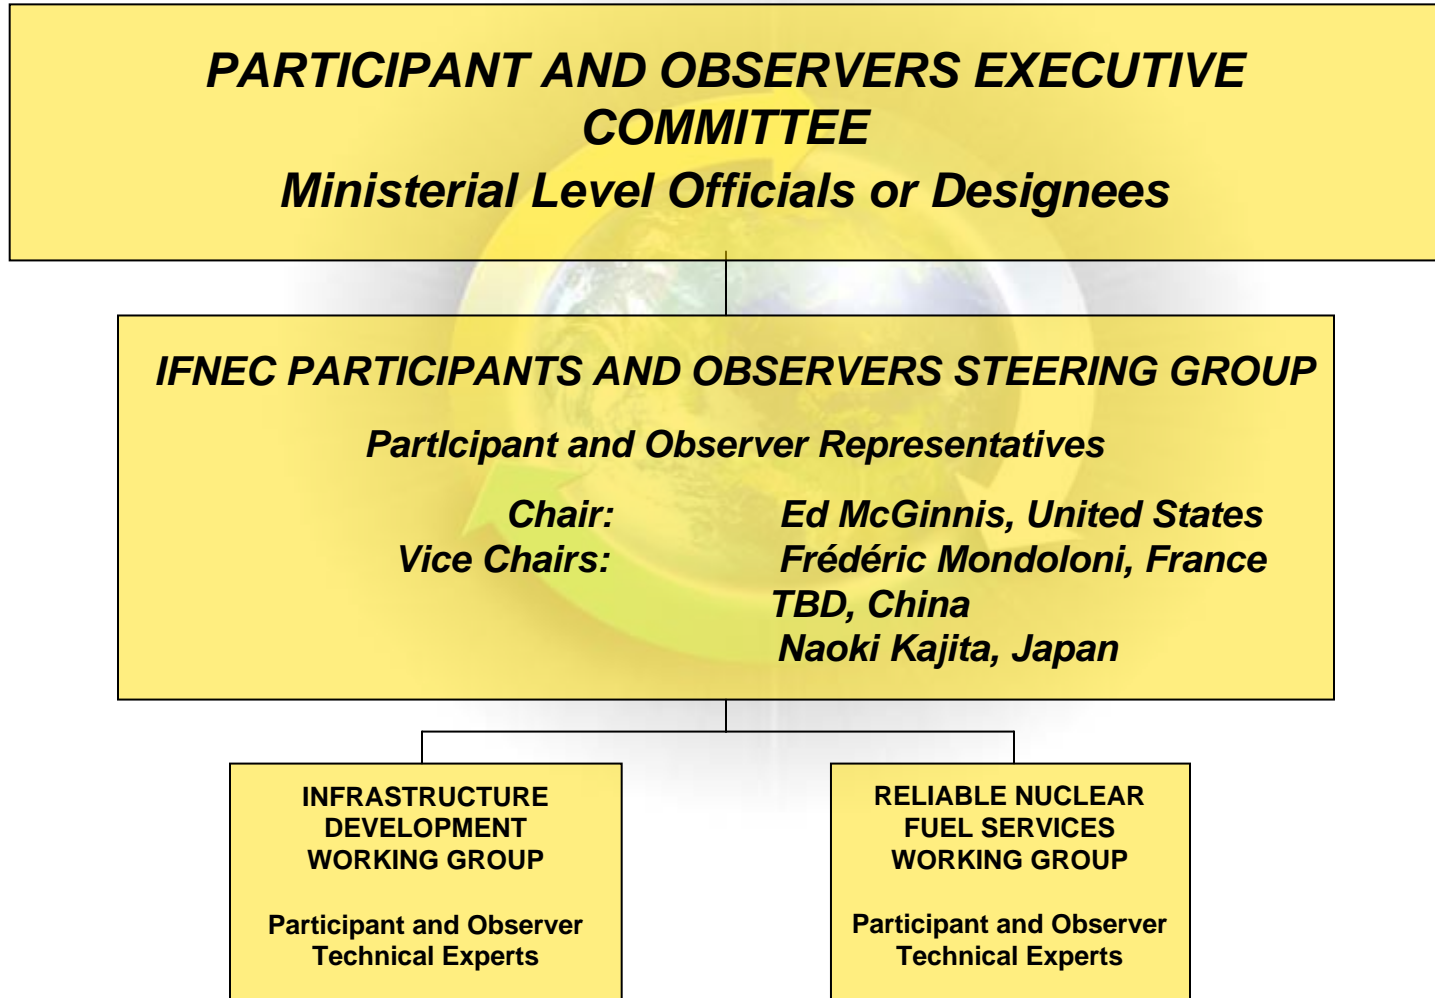 PARTICIPANT AND OBSERVERS EXECUTIVE
COMMITTEE
Ministerial Level Officials or Designees
IFNEC PARTICIPANTS AND OBSERVERS STEERING GROUP
PartIcipant and Observer Representatives
Chair: Ed McGinnis, United States
Vice Chairs: Frédéric Mondoloni, France
TBD, China
Naoki Kajita, Japan
INFRASTRUCTURE
DEVELOPMENT
WORKING GROUP
Participant and Observer
Technical Experts
RELIABLE NUCLEAR
FUEL SERVICES
WORKING GROUP
Participant and Observer
Technical Experts